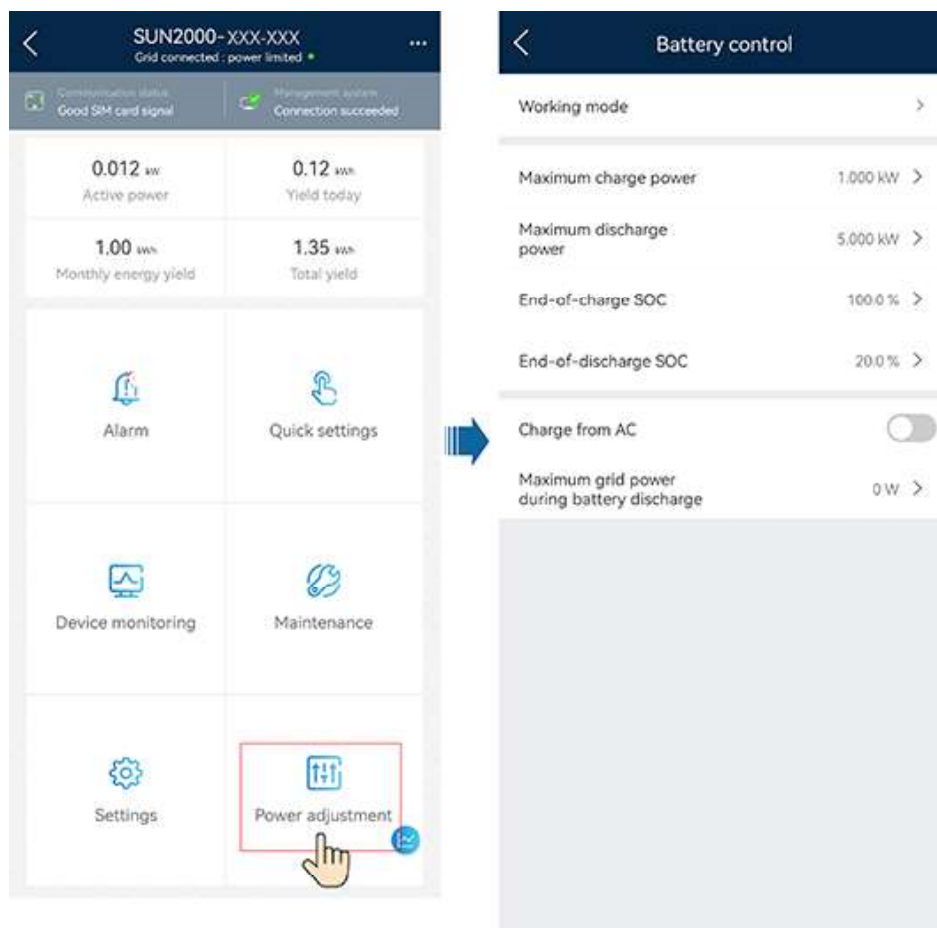 SUN2000-XXX-XXX
Grid connected : power limited
Communication status
Good SIM card signal
Management system
Connection succeeded
0.012 kW
Active power
0.12 kWh
Yield today
1.00 kWh
Monthly energy yield
1.35 kWh
Total yield
Alarm
Quick settings
Device monitoring
Maintenance
Settings
Power adjustment
Battery control
Working mode
Maximum charge power
1.000 kW
Maximum discharge
power
5.000 kW
End-of-charge SOC
100.0 %
End-of-discharge SOC
20.0 %
Charge from AC
Maximum grid power
during battery discharge
0 W